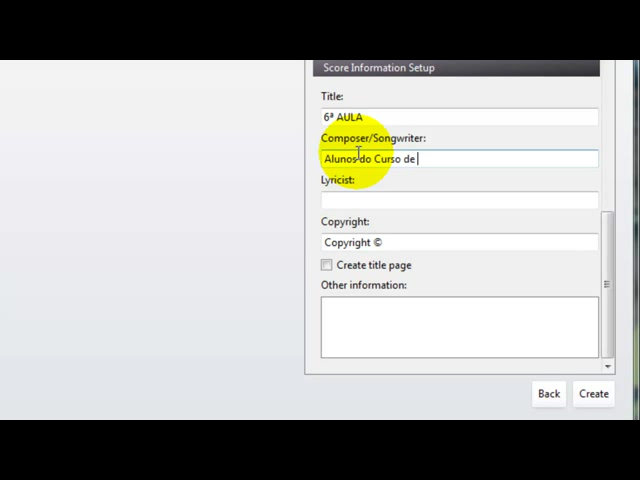 Score Information Setup
Title:
6ª AULA
Composer/Songwriter:
Alunos do Curso de
Lyricist:
Copyright:
Copyright ©
Create title page
Other information:
Back
Create